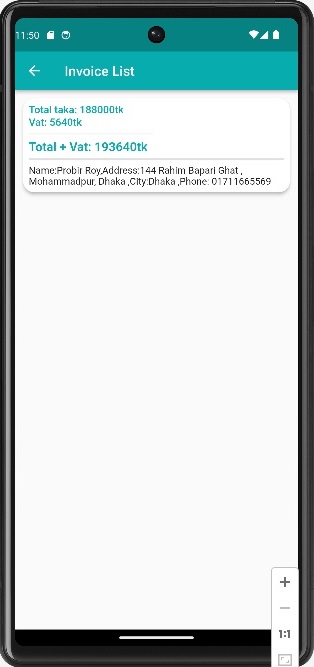 11:50
Invoice List
Total taka: 188000tk
Vat: 5640tk
Total + Vat: 193640tk
Name:Probir Roy,Address:144 Rahim Bapari Ghat ,
Mohammadpur, Dhaka ,City:Dhaka ,Phone: 01711665569
1:1